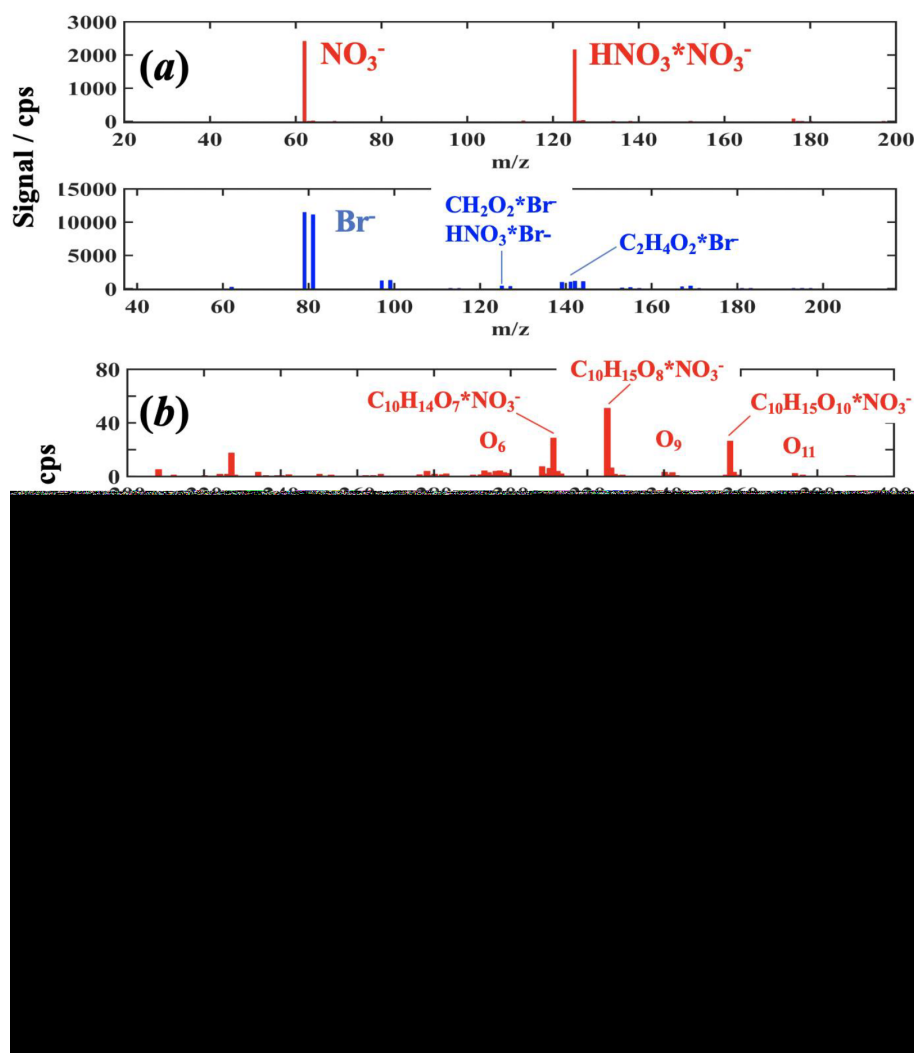 3000
2000
1000
0
(a)
NO₃⁻
HNO₃*NO₃⁻
20 40 60 80 100 120 140 160 180 200
m/z
Signal / cps
15000
10000
5000
0
Br⁻
CH₂O₂*Br⁻
HNO₃*Br-
C₂H₄O₂*Br⁻
40 60 80 100 120 140 160 180 200
m/z
80
40
0
(b)
C₁₀H₁₄O₇*NO₃⁻
C₁₀H₁₅O₈*NO₃⁻
C₁₀H₁₅O₁₀*NO₃⁻
O₆
O₉
O₁₁
cps